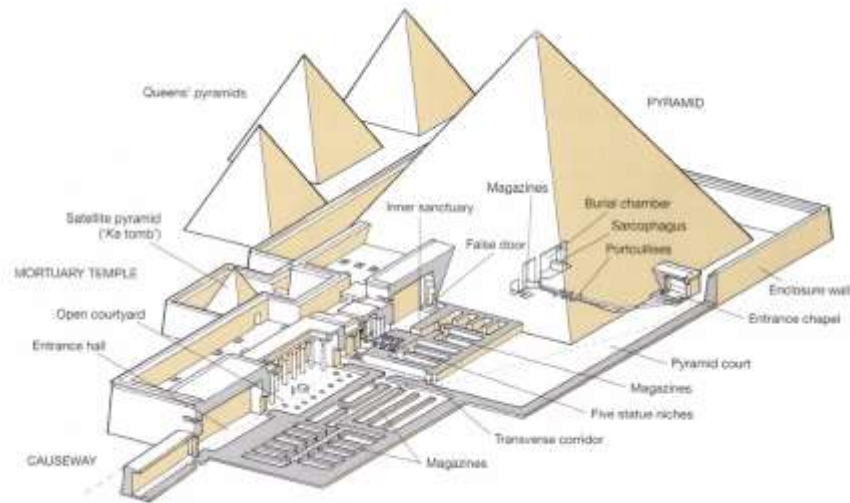 Queens' pyramids
PYRAMID
Magazines
Burial chamber
Inner sanctuary
Sarcophagus
Satellite pyramid
('Ka tomb')
False door
Portcullises
MORTUARY TEMPLE
Enclosure wall
Open courtyard
Entrance chapel
Entrance hall
Pyramid court
Magazines
Five statue niches
Transverse corridor
CAUSEWAY
Magazines